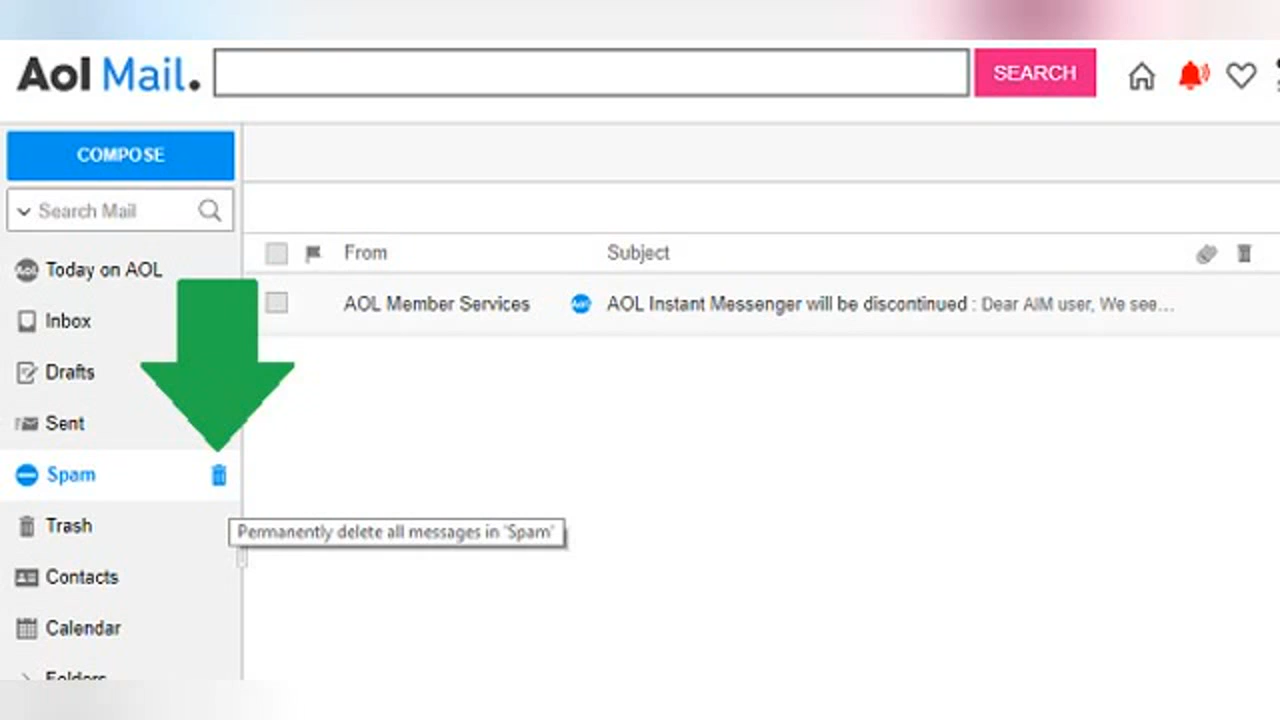 Aol Mail.
SEARCH
COMPOSE
Search Mail
From Subject
Today on AOL
AOL Member Services AOL Instant Messenger will be discontinued : Dear AIM user, We see...
Inbox
Drafts
Sent
Spam
Trash
Permanently delete all messages in 'Spam'
Contacts
Calendar
Folders